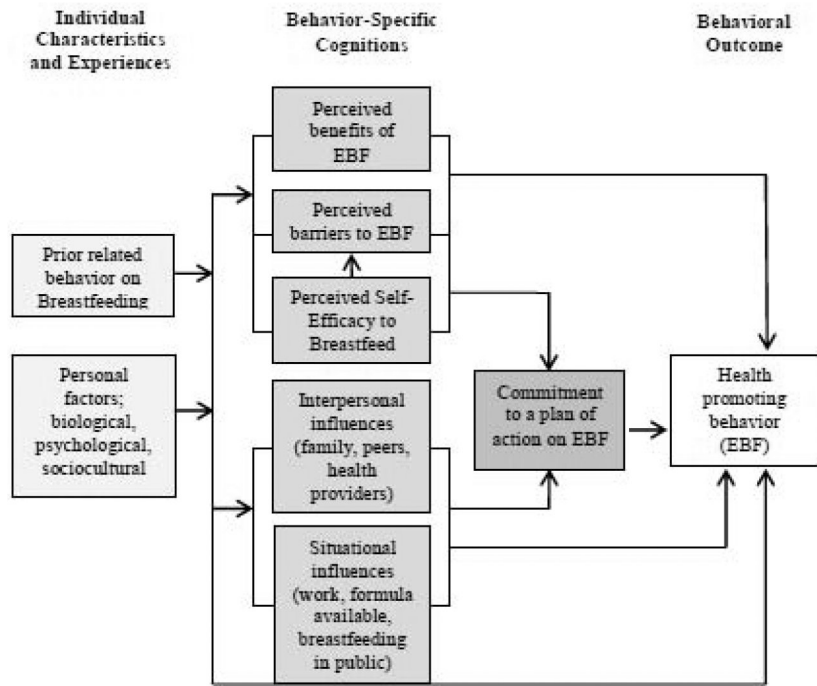 Individual
Characteristics
and Experiences
Behavior-Specific
Cognitions
Behavioral
Outcome
Perceived
benefits of
EBF
Perceived
barriers to EBF
Prior related
behavior on
Breastfeeding
Perceived Self-
Efficacy to
Breastfeed
Personal
factors;
biological,
psychological,
sociocultural
Interpersonal
influences
(family, peers,
health
providers)
Commitment
to a plan of
action on EBF
Health
promoting
behavior
(EBF)
Situational
influences
(work, formula
available,
breastfeeding
in public)